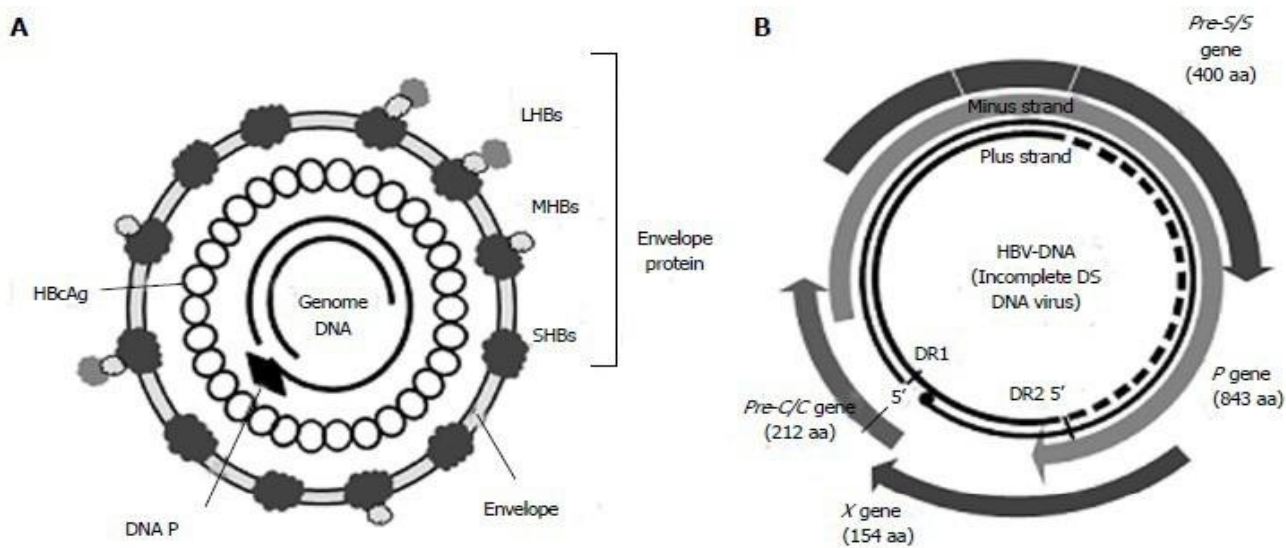 A
LHBs
MHBs
Envelope
protein
HBcAg
Genome
DNA
SHBs
Envelope
DNA P
B
Pre-S/S
gene
(400 aa)
Minus strand
Plus strand
HBV-DNA
(Incomplete DS
DNA virus)
DR1
5′
DR2 5′
P gene
(843 aa)
Pre-C/C gene
(212 aa)
X gene
(154 aa)